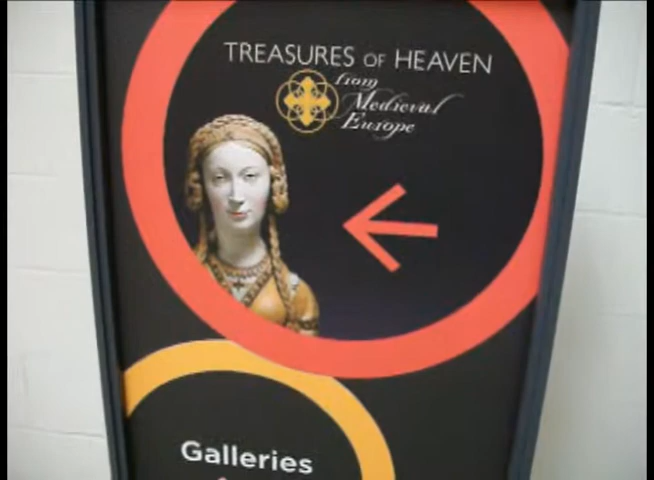 TREASURES OF HEAVEN
from
Medieval
Europe
Galleries